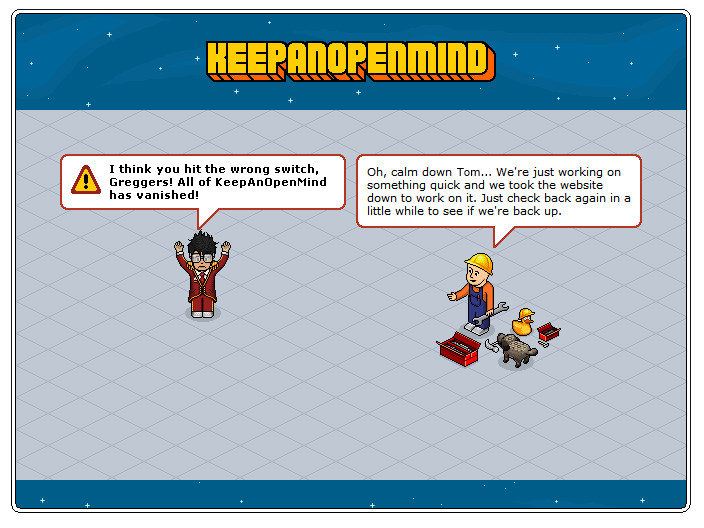 KEEPANOPENMIND
I think you hit the wrong switch,
Greggers! All of KeepAnOpenMind
has vanished!
Oh, calm down Tom... We're just working on
something quick and we took the website
down to work on it. Just check back again in a
little while to see if we're back up.